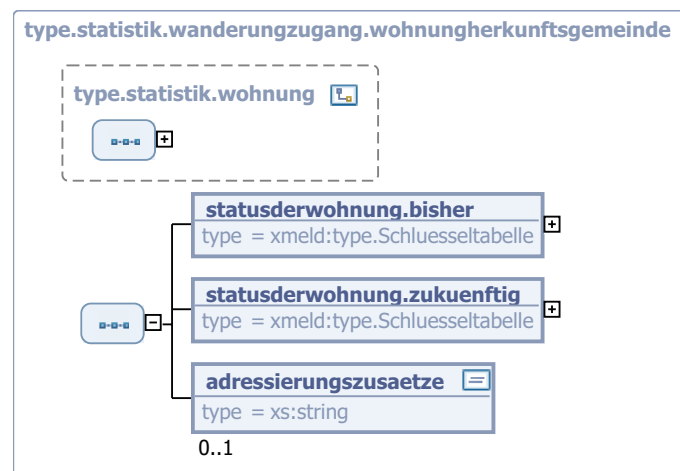 type.statistik.wanderungzugang.wohnungherkunftsgemeinde
type.statistik.wohnung
statusderwohnung.bisher
type = xmeld:type.Schluesseltabelle
statusderwohnung.zukuenftig
type = xmeld:type.Schluesseltabelle
adressierungszusaetze
type = xs:string
0..1